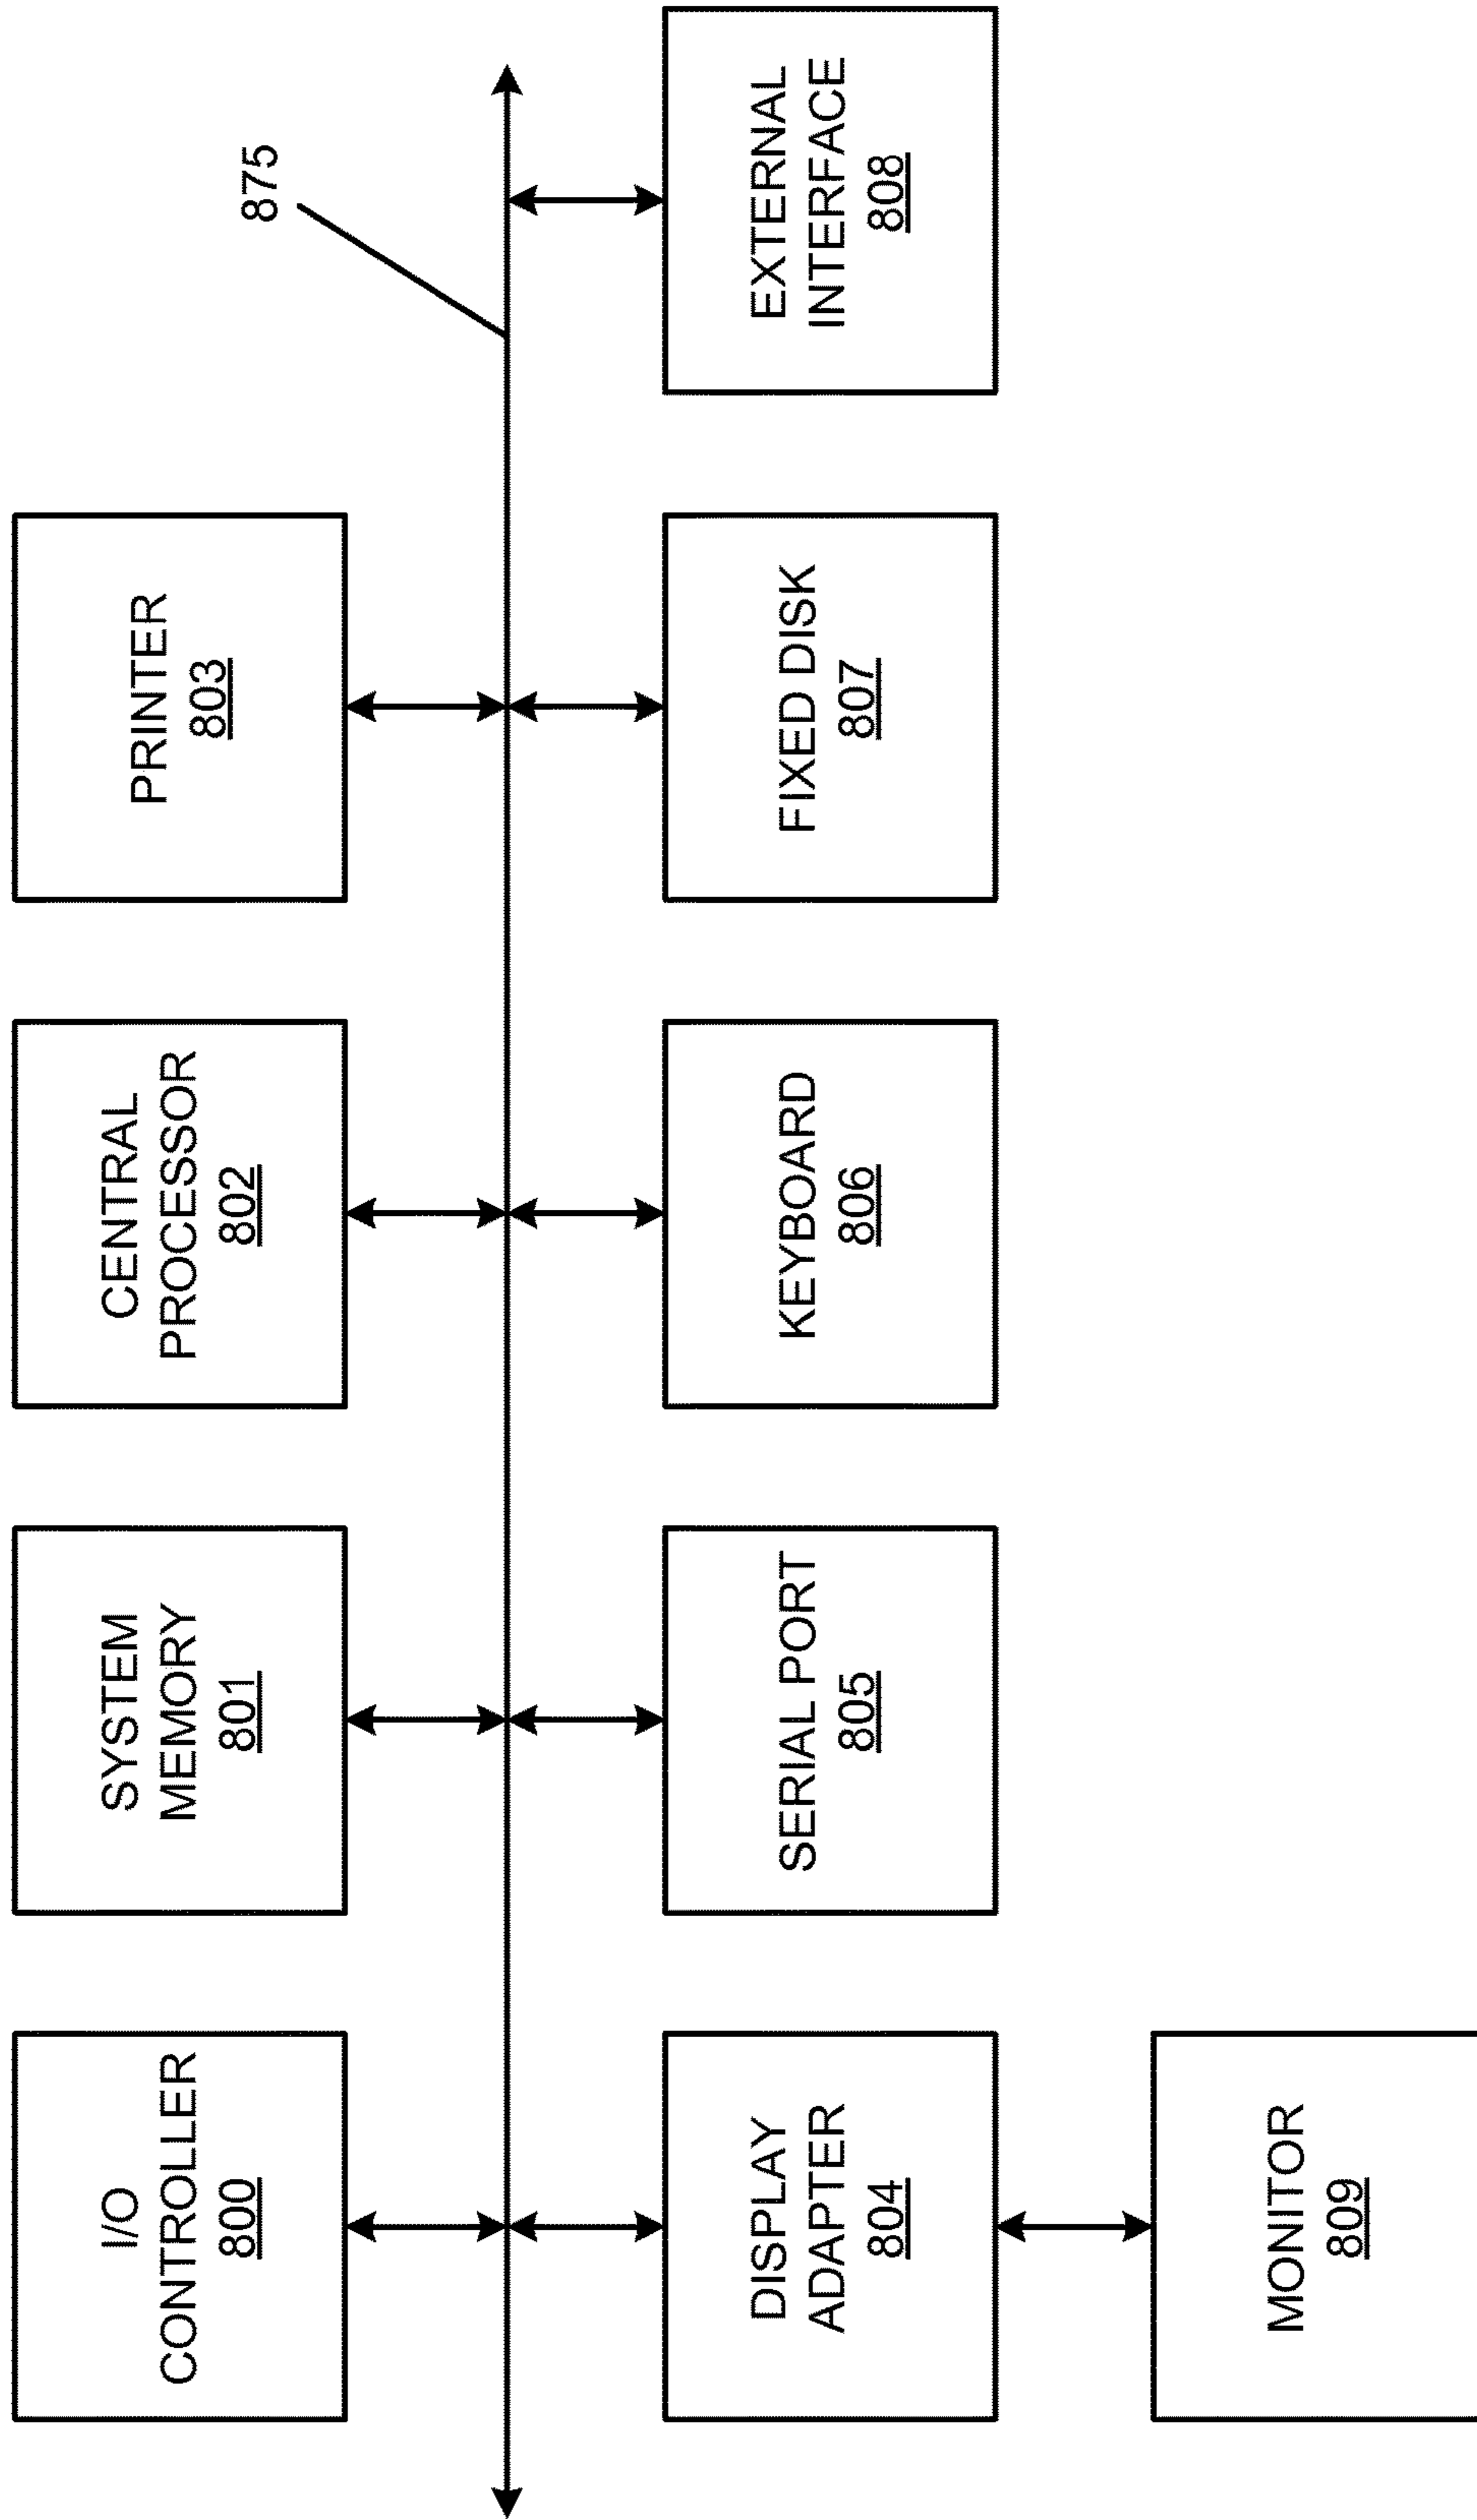 I/O
CONTROLLER
800
SYSTEM
MEMORY
801
CENTRAL
PROCESSOR
802
PRINTER
803
875
DISPLAY
ADAPTER
804
SERIAL PORT
805
KEYBOARD
806
FIXED DISK
807
EXTERNAL
INTERFACE
808
MONITOR
809